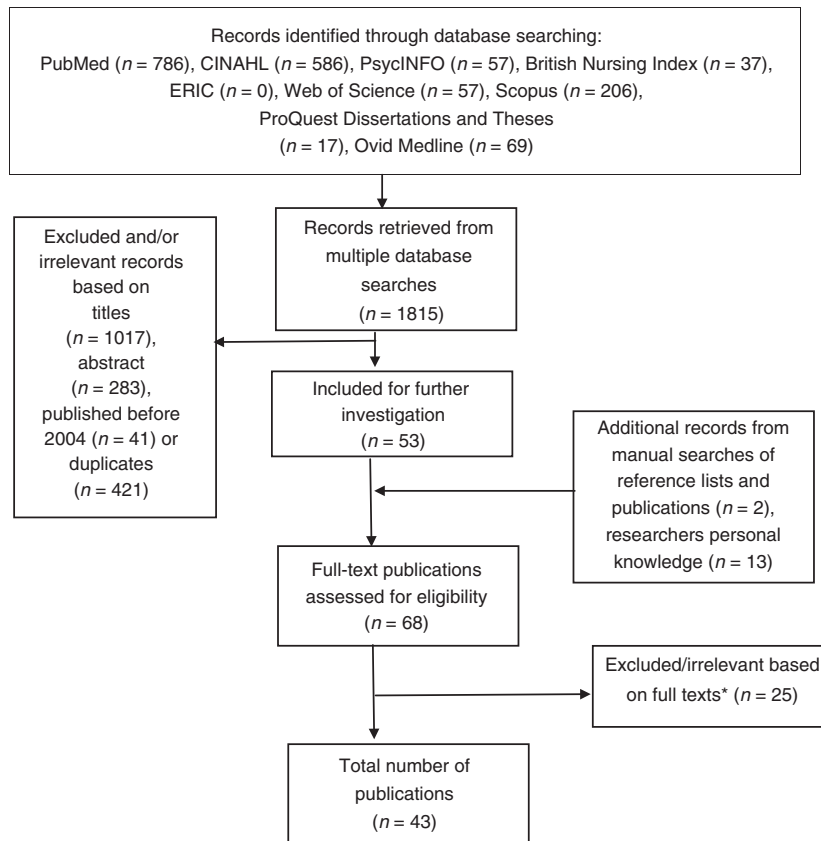 Records identified through database searching:
PubMed (n = 786), CINAHL (n = 586), PsycINFO (n = 57), British Nursing Index (n = 37),
ERIC (n = 0), Web of Science (n = 57), Scopus (n = 206),
ProQuest Dissertations and Theses
(n = 17), Ovid Medline (n = 69)
Records retrieved from
multiple database
searches
(n = 1815)
Excluded and/or
irrelevant records
based on
titles
(n = 1017),
abstract
(n = 283),
published before
2004 (n = 41) or
duplicates
(n = 421)
Included for further
investigation
(n = 53)
Additional records from
manual searches of
reference lists and
publications (n = 2),
researchers personal
knowledge (n = 13)
Full-text publications
assessed for eligibility
(n = 68)
Excluded/irrelevant based
on full texts* (n = 25)
Total number of
publications
(n = 43)